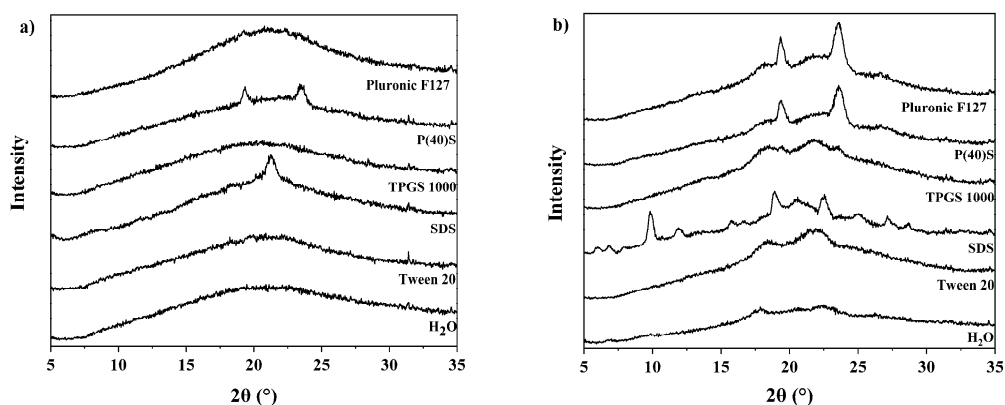 a)
Intensity
Pluronic F127
P(40)S
TPGS 1000
SDS
Tween 20
H2O
5 10 15 20 25 30 35
2θ (°)
b)
Intensity
Pluronic F127
P(40)S
TPGS 1000
SDS
Tween 20
H2O
5 10 15 20 25 30 35
2θ (°)